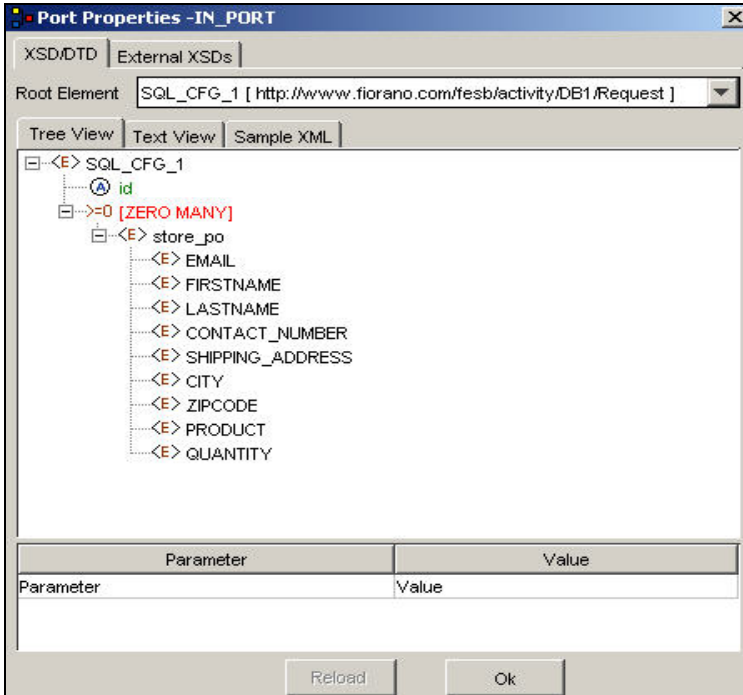 Port Properties -IN_PORT
XSD/DTD External XSDs
Root Element SQL_CFG_1 [ http://www.fiorano.com/fesb/activity/DB1/Request ]
Tree View Text View Sample XML
<E> SQL_CFG_1
A id
>=0 [ZERO MANY]
<E> store_po
<E> EMAIL
<E> FIRSTNAME
<E> LASTNAME
<E> CONTACT_NUMBER
<E> SHIPPING_ADDRESS
<E> CITY
<E> ZIPCODE
<E> PRODUCT
<E> QUANTITY
Parameter Value
Parameter Value
Reload Ok